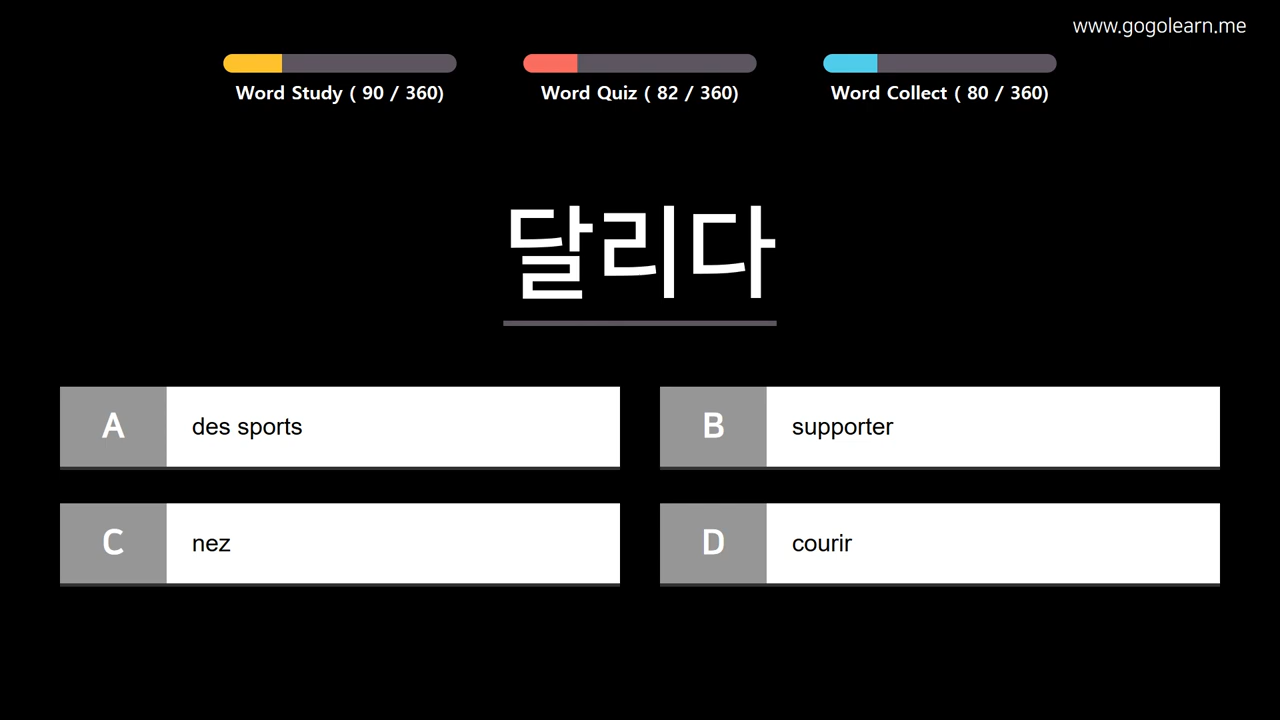 www.gogolearn.me
Word Study ( 90 / 360)
Word Quiz ( 82 / 360)
Word Collect ( 80 / 360)
달리다
A des sports
B supporter
C nez
D courir